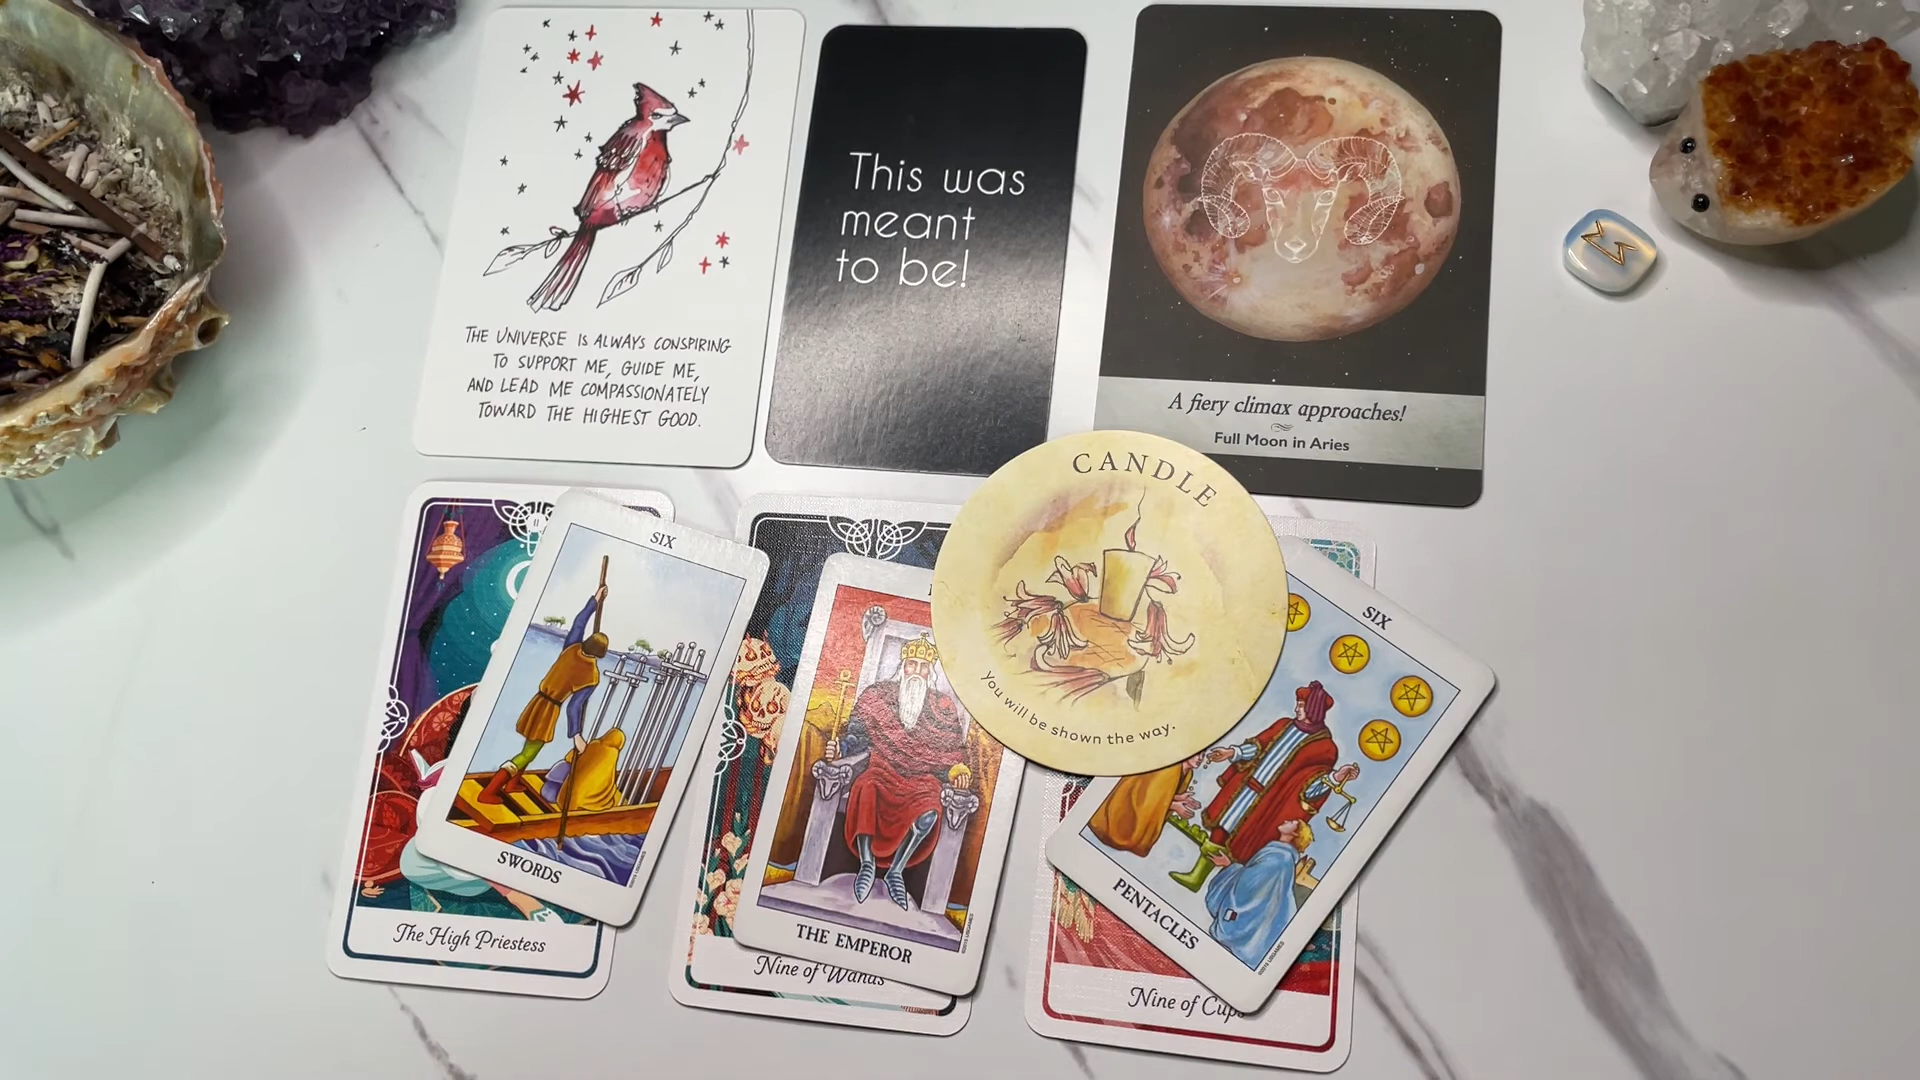 THE UNIVERSE IS ALWAYS CONSPIRING
TO SUPPORT ME, GUIDE ME,
AND LEAD ME COMPASSIONATELY
TOWARD THE HIGHEST GOOD.
This was
meant
to be!
A fiery climax approaches!
Full Moon in Aries
CANDLE
You will be shown the way.
II
SIX
SWORDS
The High Priestess
THE EMPEROR
Nine of Wands
SIX
PENTACLES
Nine of Cups